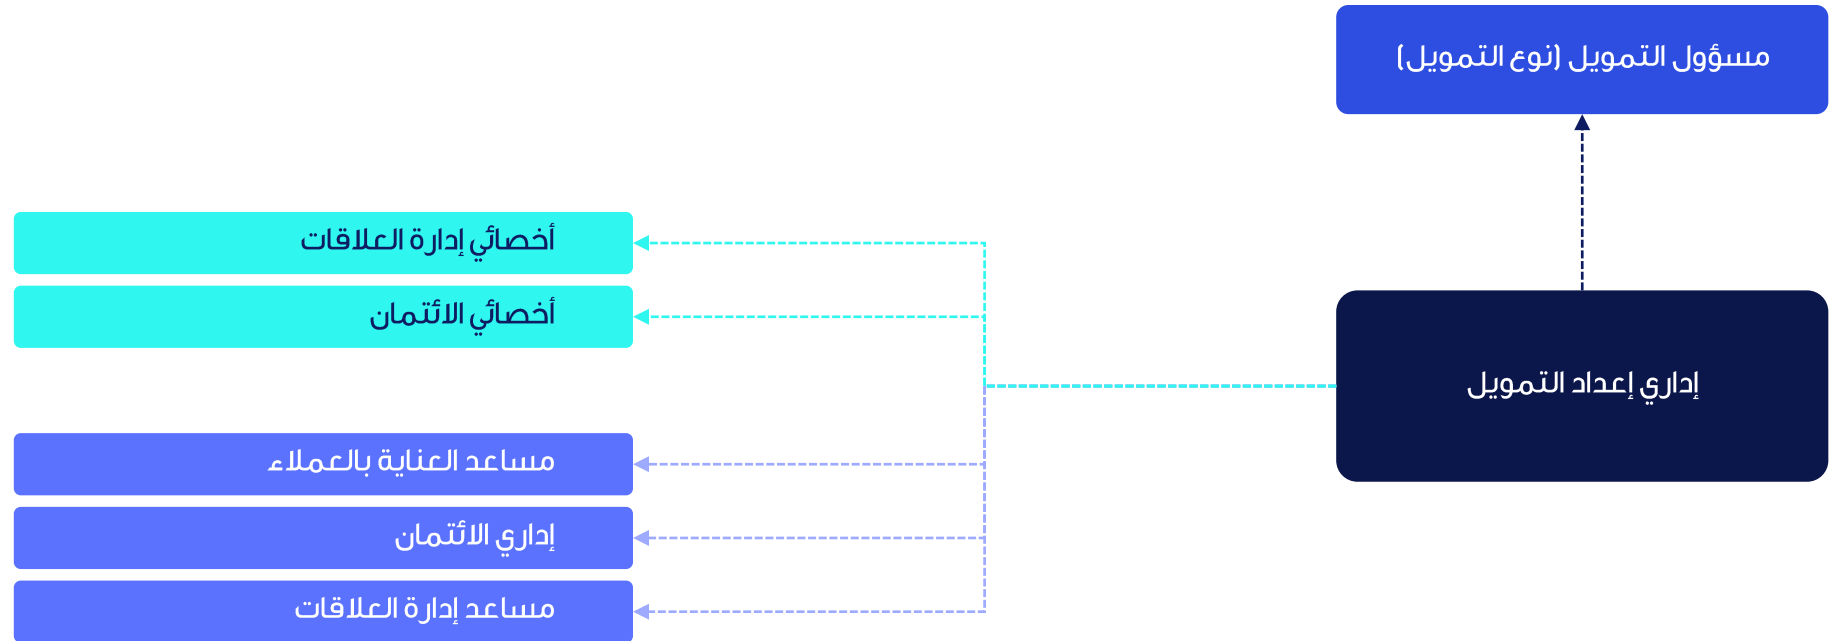 مسؤول التمويل (نوع التمويل)
إداري إعداد التمويل
أخصائي إدارة العلاقات
أخصائي الائتمان
مساعد العناية بالعملاء
إداري الائتمان
مساعد إدارة العلاقات